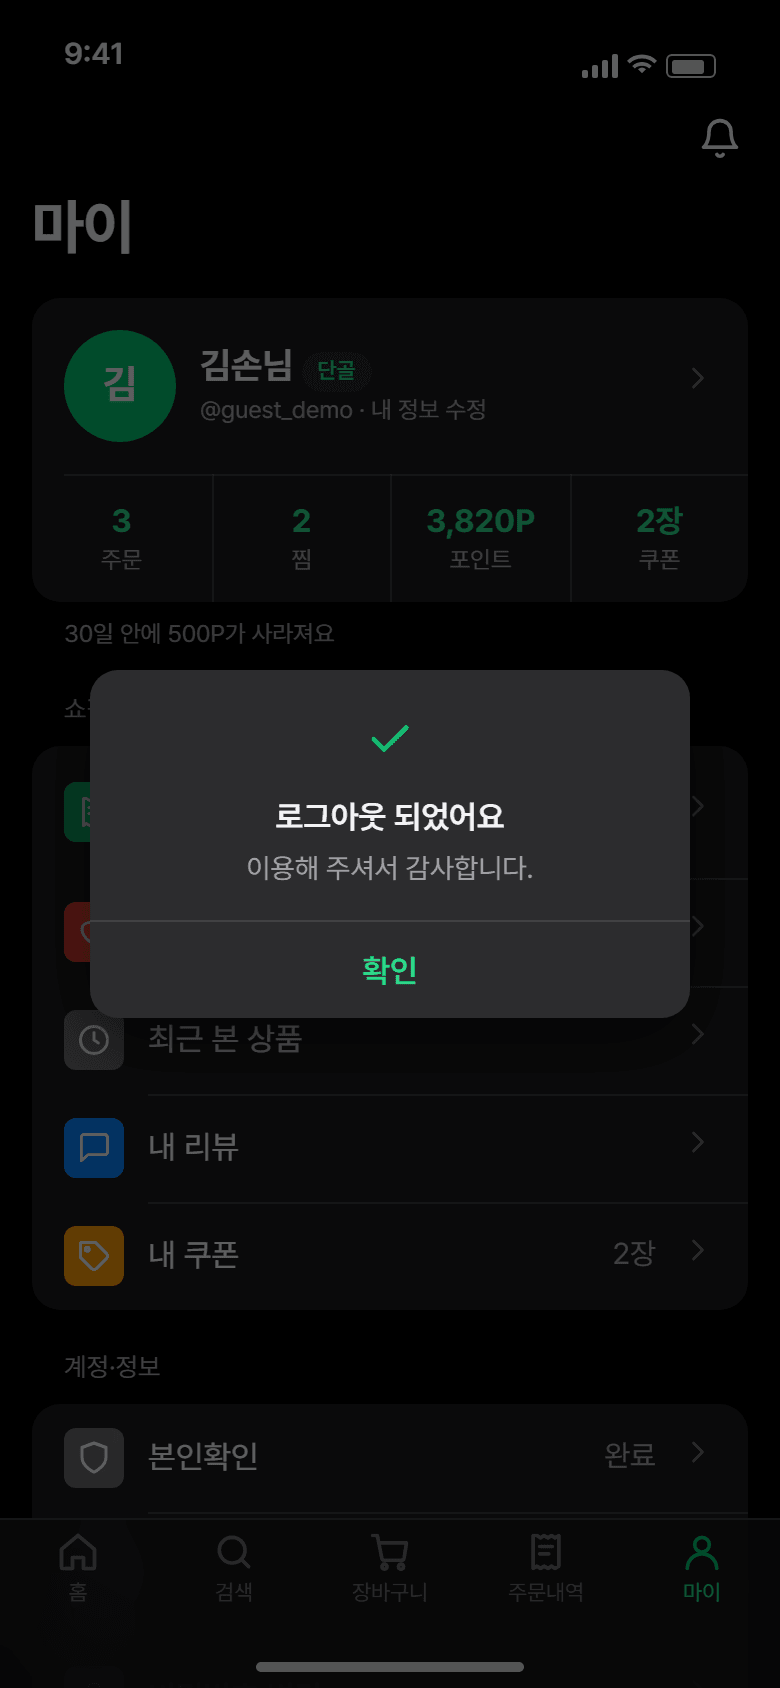 9:41
마이
김
김손님 단골
@guest_demo · 내 정보 수정
3
주문
2
찜
3,820P
포인트
2장
쿠폰
30일 안에 500P가 사라져요
로그아웃 되었어요
이용해 주셔서 감사합니다.
확인
최근 본 상품
내 리뷰
내 쿠폰 2장
계정·정보
본인확인 완료
홈
검색
장바구니
주문내역
마이